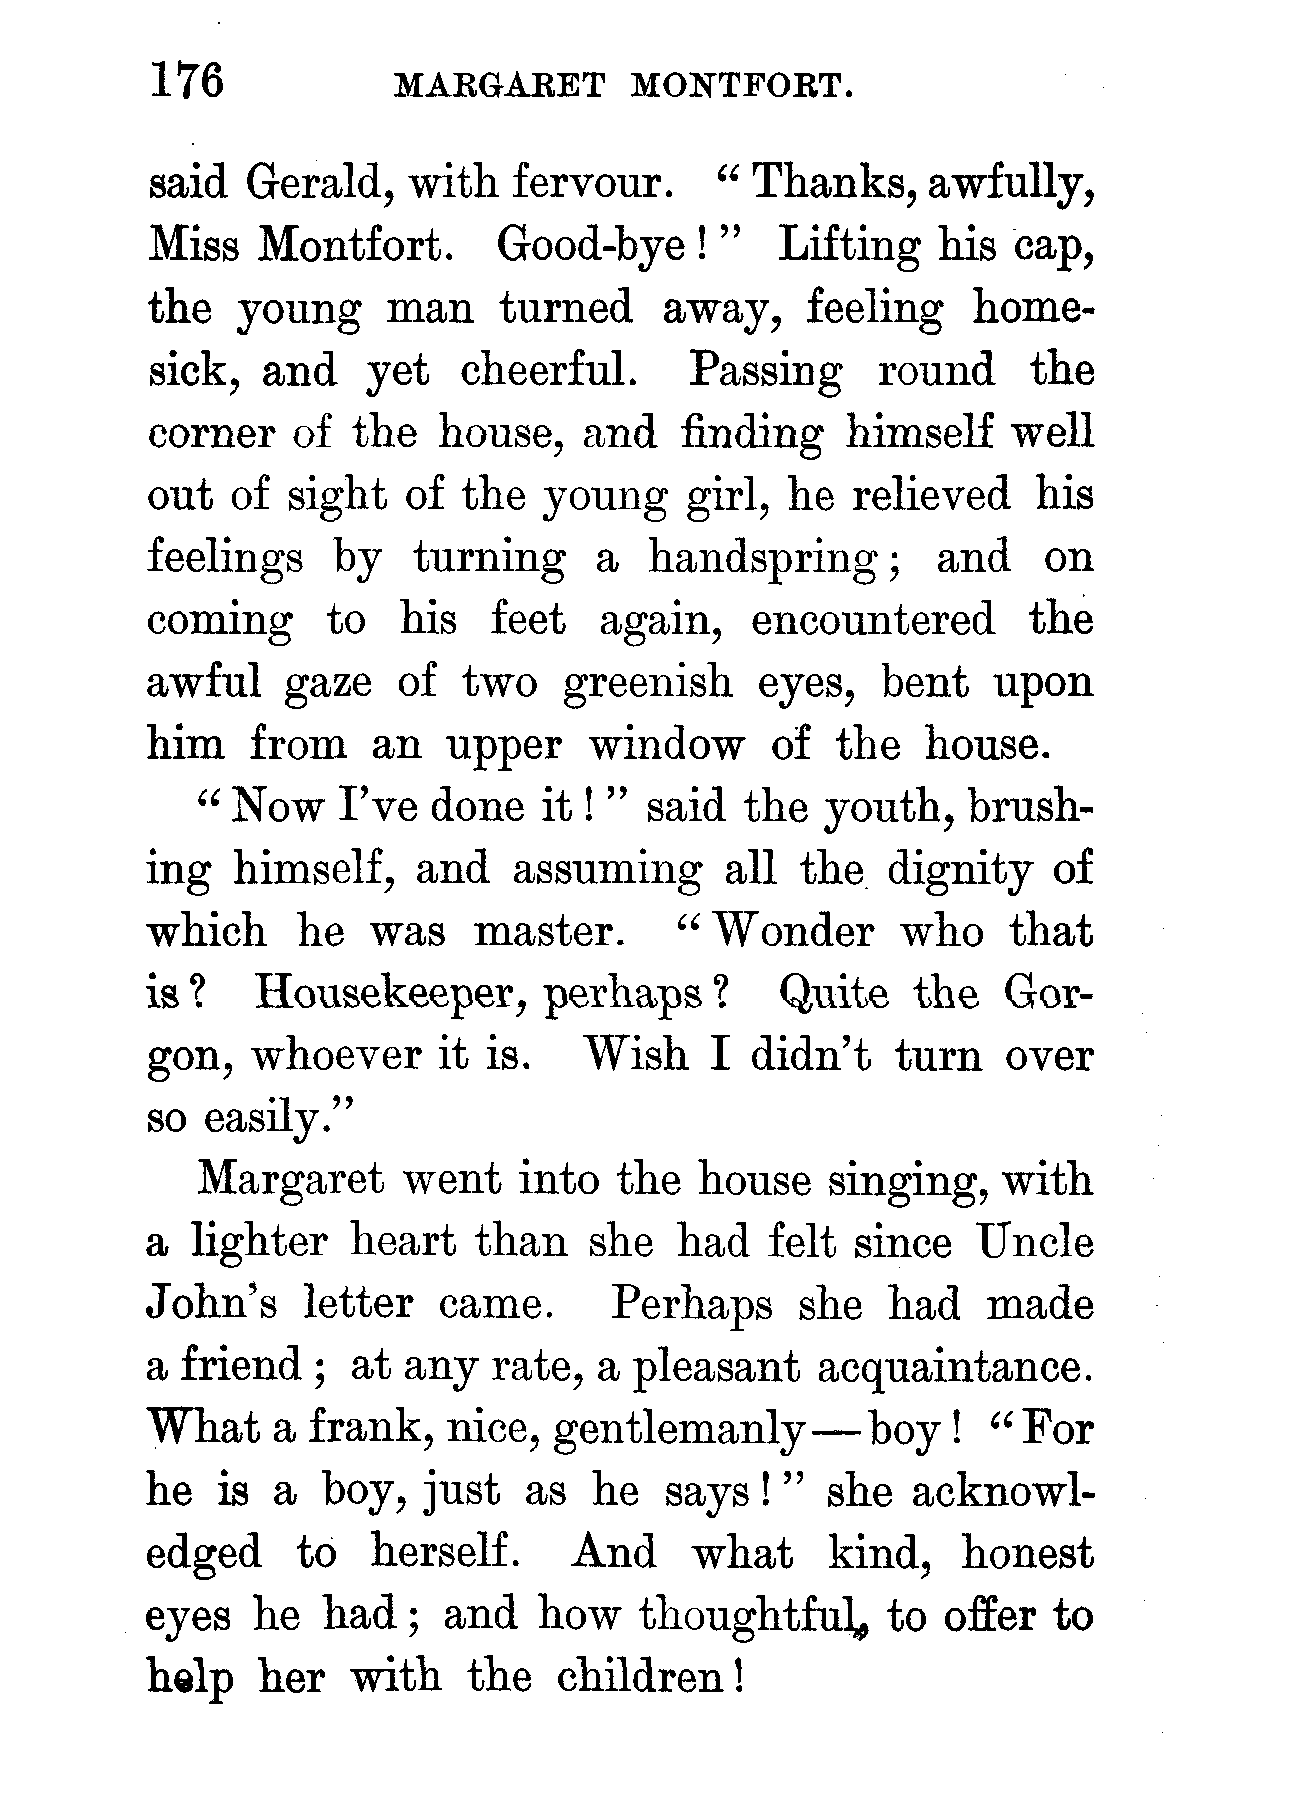 176 MARGARET MONTFORT.
said Gerald, with fervour. “Thanks, awfully,
Miss Montfort. Good-bye!” Lifting his cap,
the young man turned away, feeling home-
sick, and yet cheerful. Passing round the
corner of the house, and finding himself well
out of sight of the young girl, he relieved his
feelings by turning a handspring; and on
coming to his feet again, encountered the
awful gaze of two greenish eyes, bent upon
him from an upper window of the house.
“Now I’ve done it!” said the youth, brush-
ing himself, and assuming all the dignity of
which he was master. “Wonder who that
is? Housekeeper, perhaps? Quite the Gor-
gon, whoever it is. Wish I didn’t turn over
so easily.”
Margaret went into the house singing, with
a lighter heart than she had felt since Uncle
John’s letter came. Perhaps she had made
a friend; at any rate, a pleasant acquaintance.
What a frank, nice, gentlemanly—boy! “For
he is a boy, just as he says!” she acknowl-
edged to herself. And what kind, honest
eyes he had; and how thoughtful, to offer to
help her with the children!